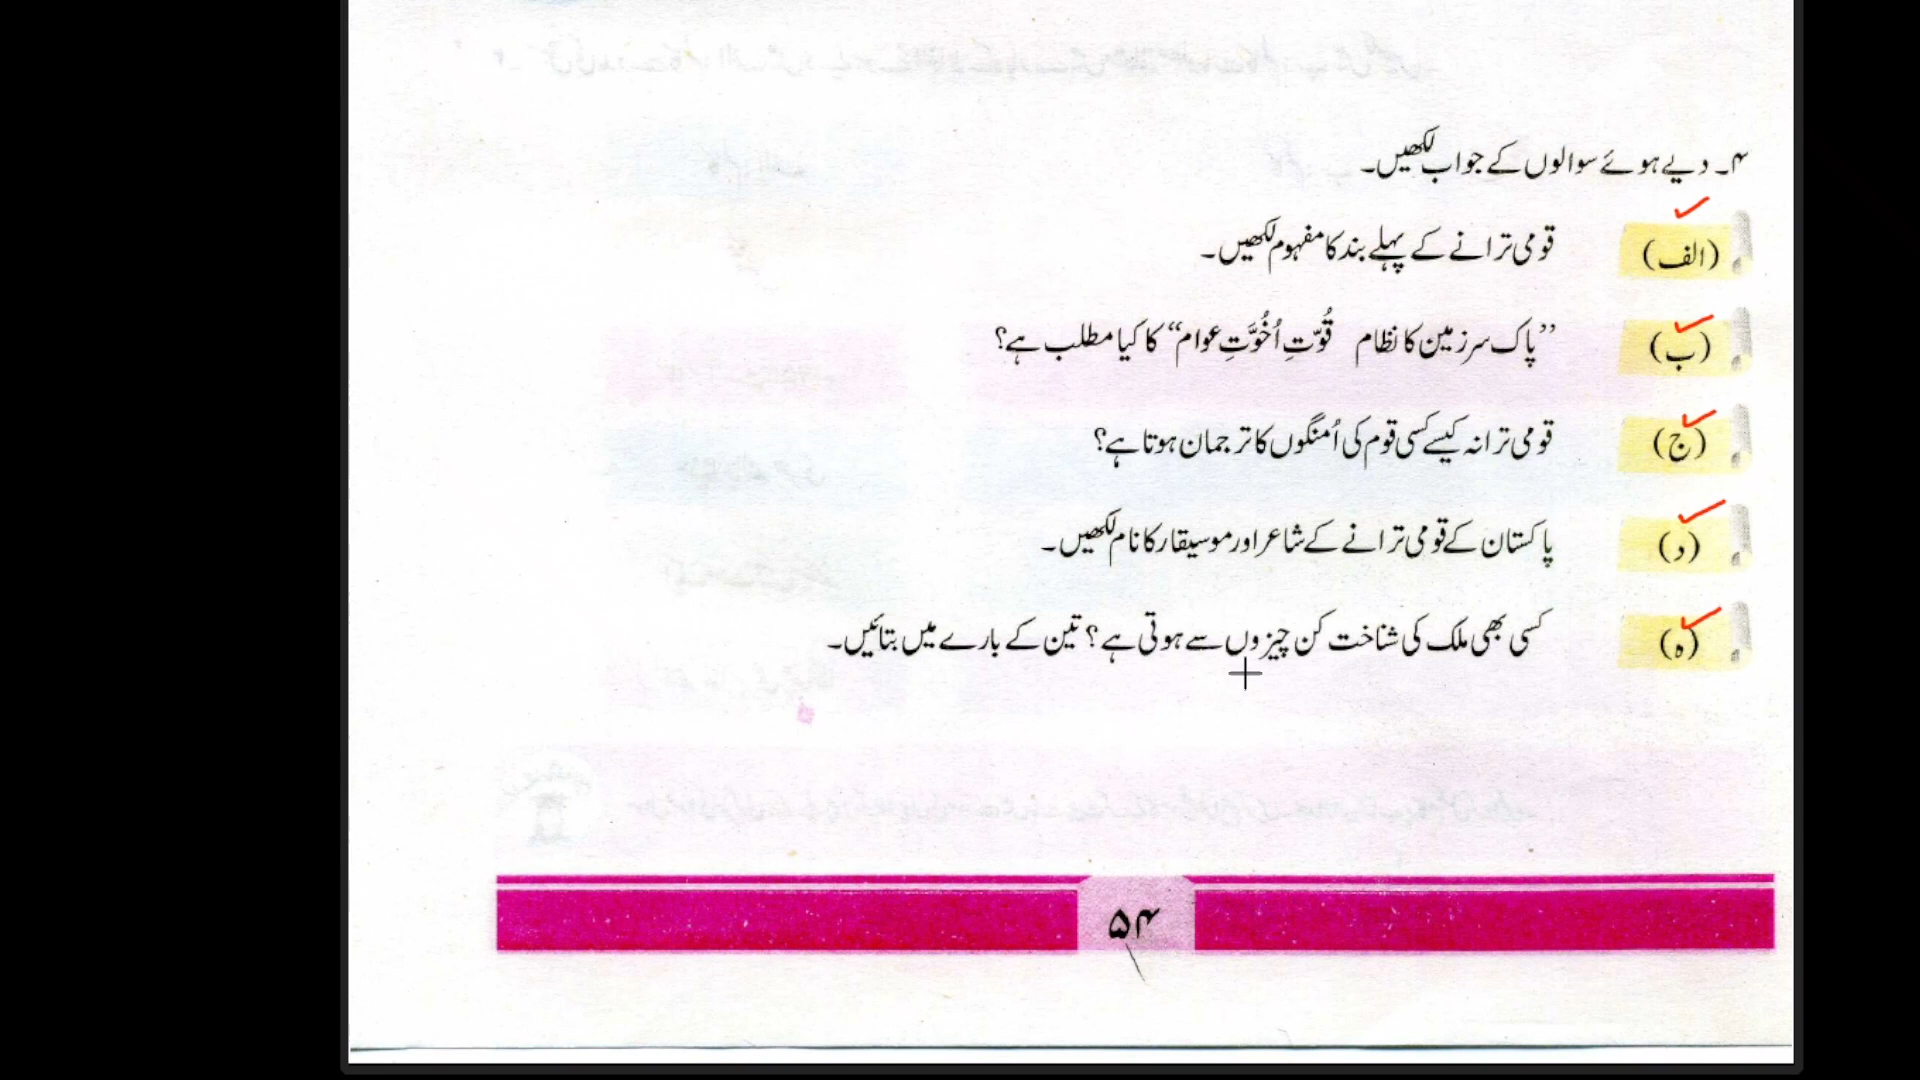 ۴۔ دیے ہوئے سوالوں کے جواب لکھیں۔
(الف) قومی ترانے کے پہلے بند کا مفہوم لکھیں۔
(ب) ’’پاک سرزمین کا نظام قُوّتِ اُخُوَّتِ عوام‘‘ کا کیا مطلب ہے؟
(ج) قومی ترانہ کیسے کسی قوم کی اُمنگوں کا ترجمان ہوتا ہے؟
(د) پاکستان کے قومی ترانے کے شاعر اور موسیقار کا نام لکھیں۔
(ہ) کسی بھی ملک کی شناخت کن چیزوں سے ہوتی ہے؟ تین کے بارے میں بتائیں۔
۵۴